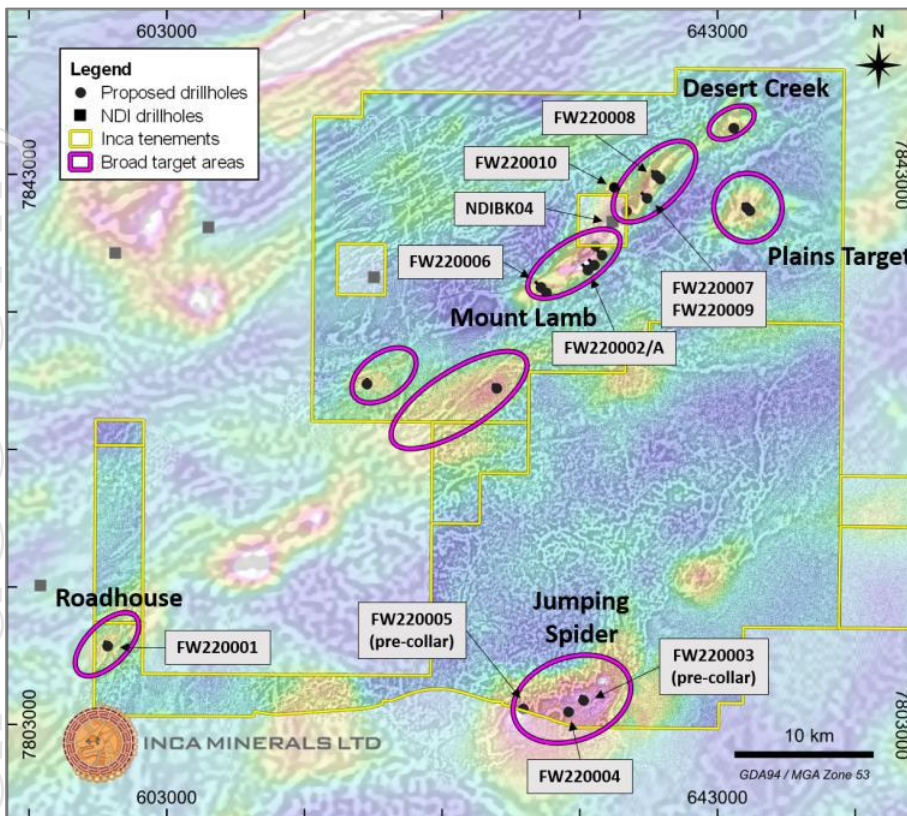 603000
643000
N
Legend
Proposed drillholes
NDI drillholes
Inca tenements
Broad target areas
Desert Creek
FW220008
FW220010
7843000
7843000
NDIBK04
FW220006
Plains Target
FW220007
FW220009
Mount Lamb
FW220002/A
Roadhouse
FW220001
Jumping
Spider
FW220005
(pre-collar)
FW220003
(pre-collar)
FW220004
7803000
7803000
INCA MINERALS LTD
10 km
GDA94 / MGA Zone 53
603000
643000